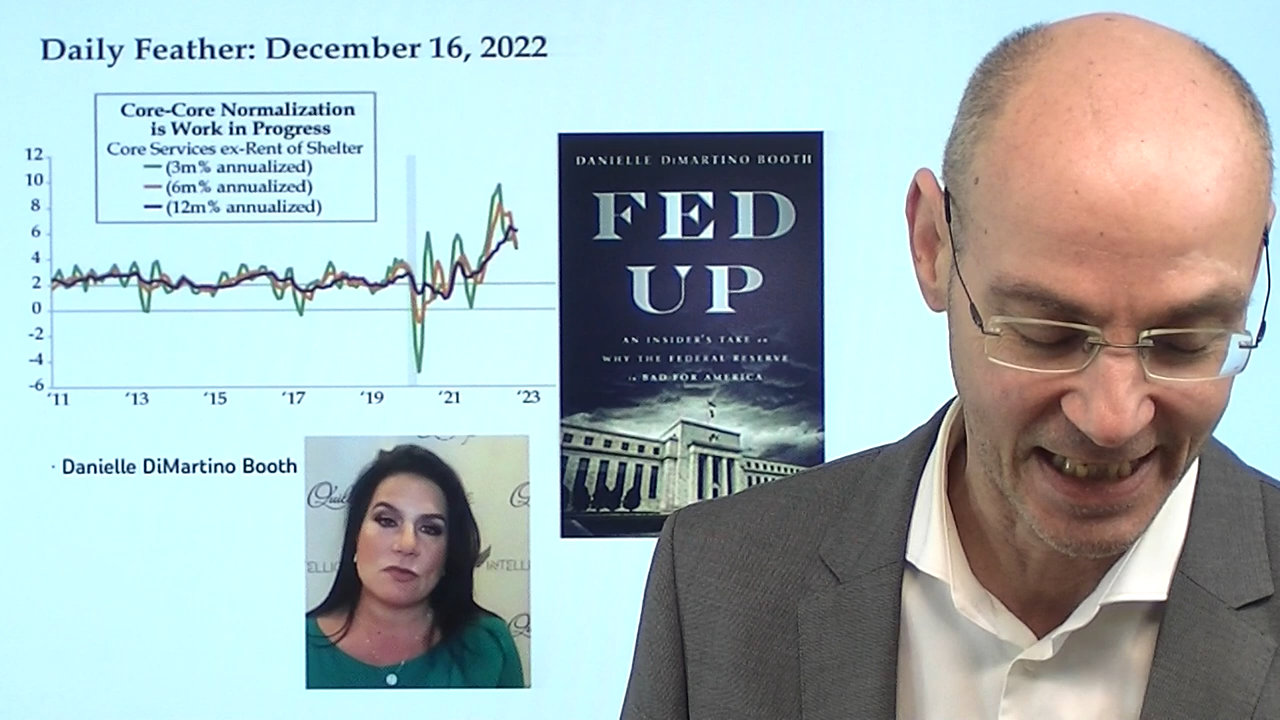 Daily Feather: December 16, 2022
Core-Core Normalization
is Work in Progress
Core Services ex-Rent of Shelter
(3m% annualized)
(6m% annualized)
(12m% annualized)
12
10
8
6
4
2
0
-2
-4
-6
'11
'13
'15
'17
'19
'21
'23
DANIELLE DIMARTINO BOOTH
FED
UP
AN INSIDER'S TAKE on
WHY THE FEDERAL RESERVE
is BAD FOR AMERICA
· Danielle DiMartino Booth